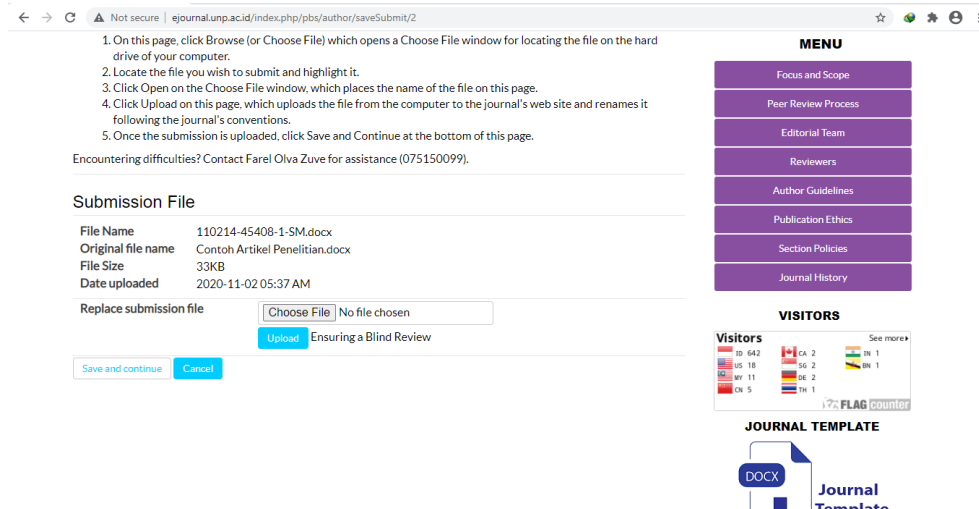 Not secure | ejournal.unp.ac.id/index.php/pbs/author/saveSubmit/2
1. On this page, click Browse (or Choose File) which opens a Choose File window for locating the file on the hard
drive of your computer.
2. Locate the file you wish to submit and highlight it.
3. Click Open on the Choose File window, which places the name of the file on this page.
4. Click Upload on this page, which uploads the file from the computer to the journal's web site and renames it
following the journal's conventions.
5. Once the submission is uploaded, click Save and Continue at the bottom of this page.
Encountering difficulties? Contact Farel Olva Zuve for assistance (075150099).
Submission File
File Name 110214-45408-1-SM.docx
Original file name Contoh Artikel Penelitian.docx
File Size 33KB
Date uploaded 2020-11-02 05:37 AM
Replace submission file Choose File No file chosen
Upload Ensuring a Blind Review
Save and continue Cancel
MENU
Focus and Scope
Peer Review Process
Editorial Team
Reviewers
Author Guidelines
Publication Ethics
Section Policies
Journal History
VISITORS
Visitors See more
ID 642 CA 2 IN 1
US 18 SG 2 BN 1
MY 11 DE 2
CN 5 TH 1
FLAG counter
JOURNAL TEMPLATE
DOCX
Journal
Template